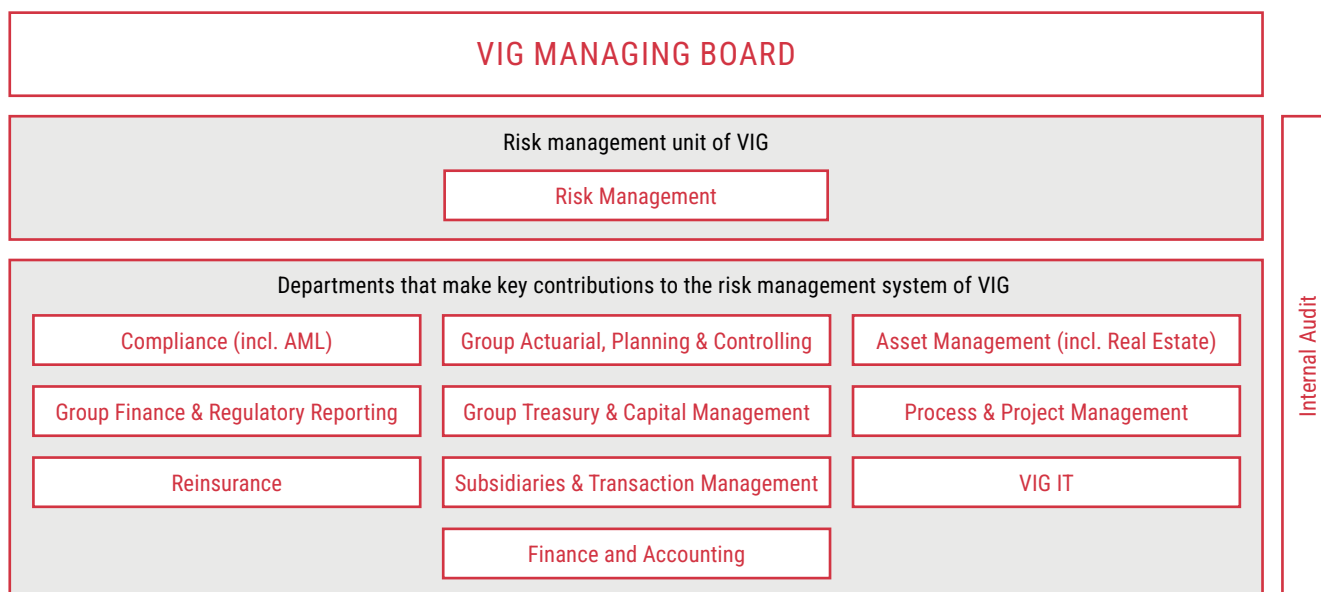 VIG MANAGING BOARD
Risk management unit of VIG
Risk Management
Departments that make key contributions to the risk management system of VIG
Compliance (incl. AML)
Group Actuarial, Planning & Controlling
Asset Management (incl. Real Estate)
Group Finance & Regulatory Reporting
Group Treasury & Capital Management
Process & Project Management
Reinsurance
Subsidiaries & Transaction Management
VIG IT
Finance and Accounting
Internal Audit